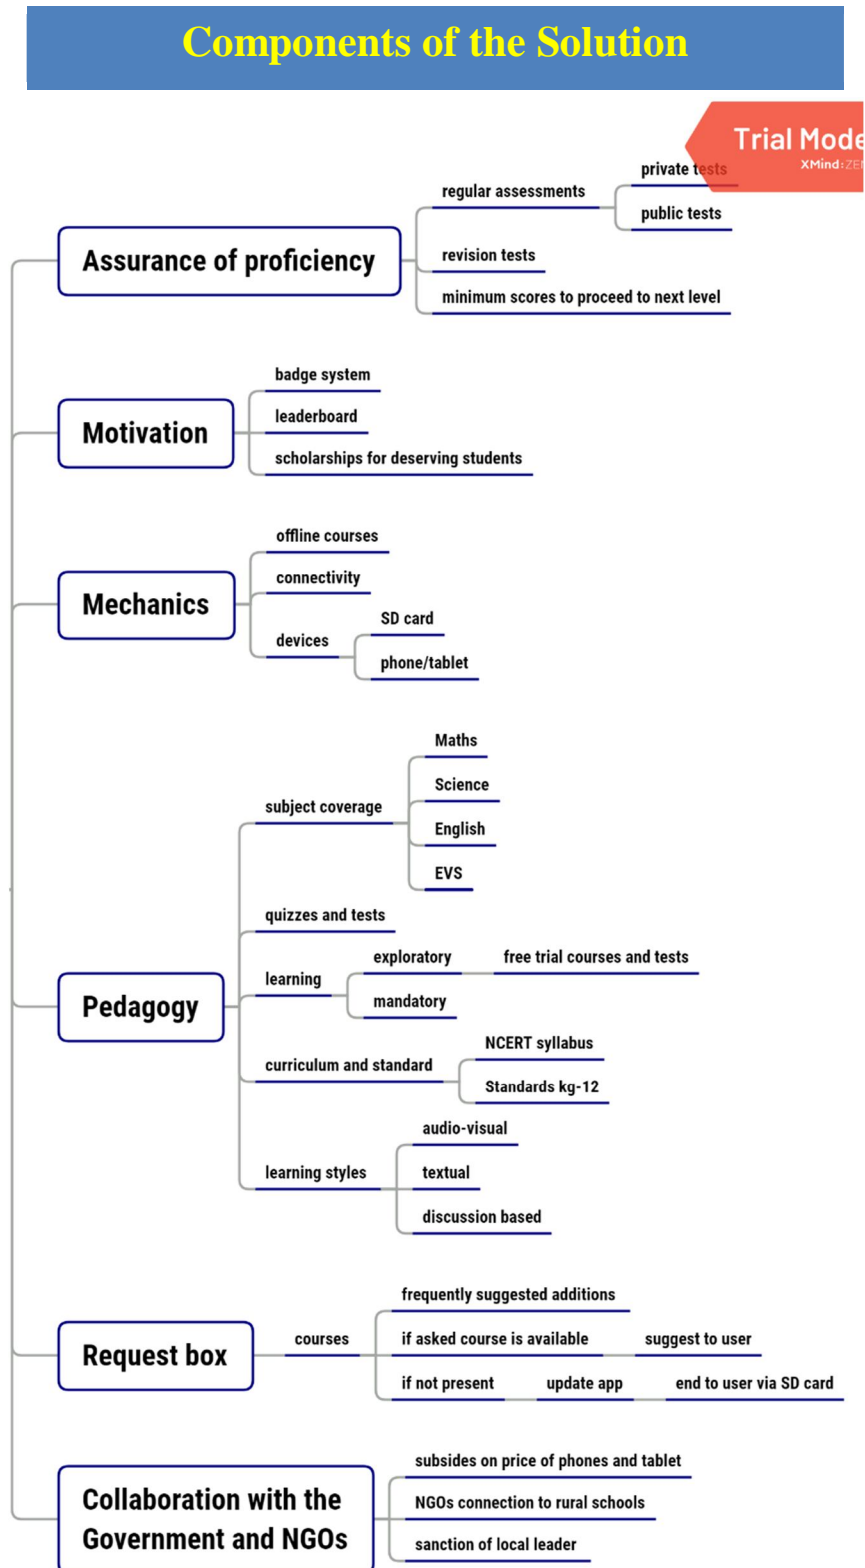 Components of the Solution
Trial Mode
XMind:ZEN
private tests
regular assessments
public tests
Assurance of proficiency
revision tests
minimum scores to proceed to next level
badge system
Motivation
leaderboard
scholarships for deserving students
offline courses
connectivity
Mechanics
SD card
devices
phone/tablet
Maths
Science
subject coverage
English
EVS
quizzes and tests
exploratory
free trial courses and tests
learning
mandatory
Pedagogy
NCERT syllabus
curriculum and standard
Standards kg-12
audio-visual
learning styles
textual
discussion based
frequently suggested additions
courses
if asked course is available
suggest to user
Request box
if not present
update app
end to user via SD card
subsides on price of phones and tablet
Collaboration with the
Government and NGOs
NGOs connection to rural schools
sanction of local leader